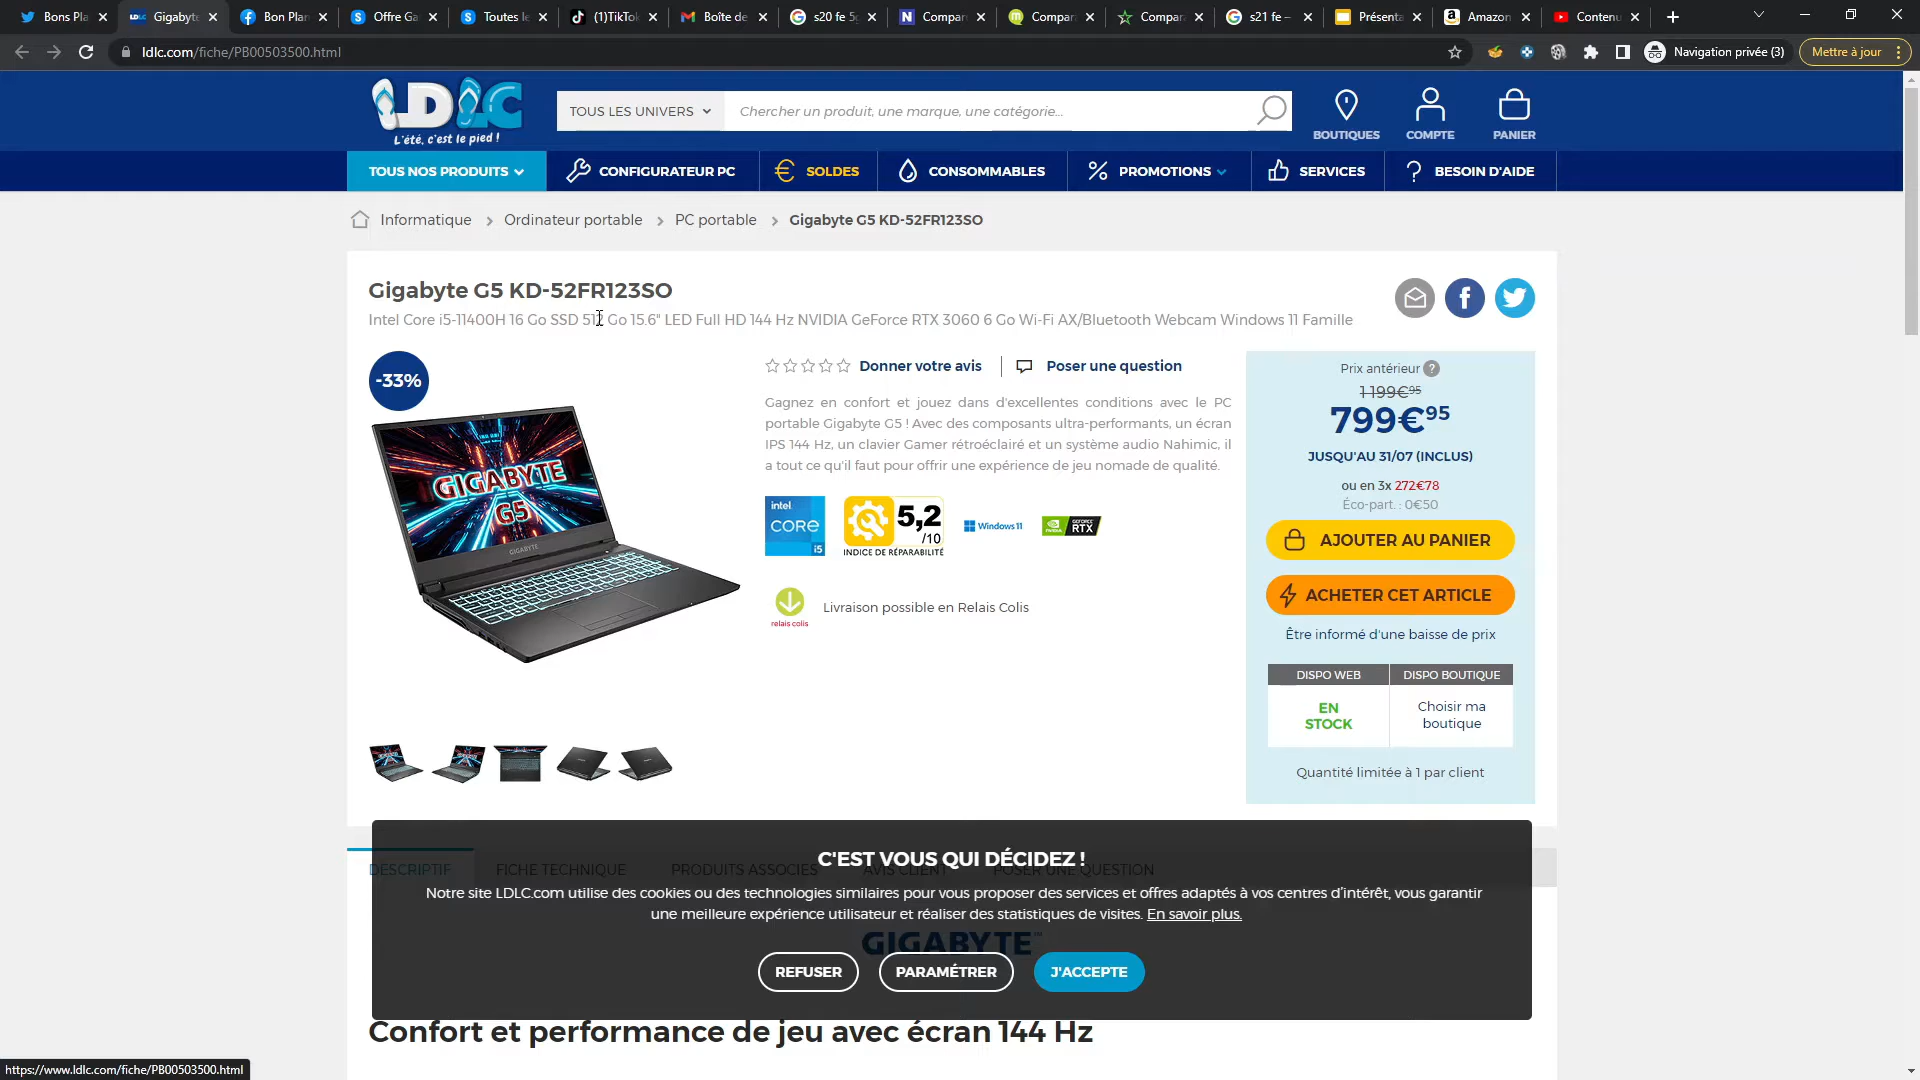 Bons Pla
Gigabyte
Bon Plan
Offre Ga
Toutes le
(1)TikTok
Boîte de
s20 fe 5g
Compar
Compar
Compar
s21 fe –
Présenta
Amazon
Contenu
ldlc.com/fiche/PB00503500.html
Navigation privée (3)
Mettre à jour
LDLC
L'été, c'est le pied !
TOUS LES UNIVERS
Chercher un produit, une marque, une catégorie...
BOUTIQUES
COMPTE
PANIER
TOUS NOS PRODUITS
CONFIGURATEUR PC
SOLDES
CONSOMMABLES
PROMOTIONS
SERVICES
BESOIN D'AIDE
Informatique > Ordinateur portable > PC portable > Gigabyte G5 KD-52FR123SO
Gigabyte G5 KD-52FR123SO
Intel Core i5-11400H 16 Go SSD 512 Go 15.6" LED Full HD 144 Hz NVIDIA GeForce RTX 3060 6 Go Wi-Fi AX/Bluetooth Webcam Windows 11 Famille
-33%
GIGABYTE
G5
GIGABYTE
Donner votre avis
Poser une question
Gagnez en confort et jouez dans d'excellentes conditions avec le PC
portable Gigabyte G5 ! Avec des composants ultra-performants, un écran
IPS 144 Hz, un clavier Gamer rétroéclairé et un système audio Nahimic, il
a tout ce qu'il faut pour offrir une expérience de jeu nomade de qualité.
intel
CORE
i5
5,2
/10
INDICE DE RÉPARABILITÉ
Windows 11
NVIDIA GEFORCE RTX
relais colis
Livraison possible en Relais Colis
Prix antérieur ?
1 199€95
799€95
JUSQU'AU 31/07 (INCLUS)
ou en 3x 272€78
Éco-part. : 0€50
AJOUTER AU PANIER
ACHETER CET ARTICLE
Être informé d'une baisse de prix
DISPO WEB
DISPO BOUTIQUE
EN
STOCK
Choisir ma
boutique
Quantité limitée à 1 par client
DESCRIPTIF
FICHE TECHNIQUE
PRODUITS ASSOCIÉS
AVIS CLIENT
POSER UNE QUESTION
C'EST VOUS QUI DÉCIDEZ !
Notre site LDLC.com utilise des cookies ou des technologies similaires pour vous proposer des services et offres adaptés à vos centres d'intérêt, vous garantir
une meilleure expérience utilisateur et réaliser des statistiques de visites. En savoir plus.
GIGABYTE™
REFUSER
PARAMÉTRER
J'ACCEPTE
Confort et performance de jeu avec écran 144 Hz
https://www.ldlc.com/fiche/PB00503500.html